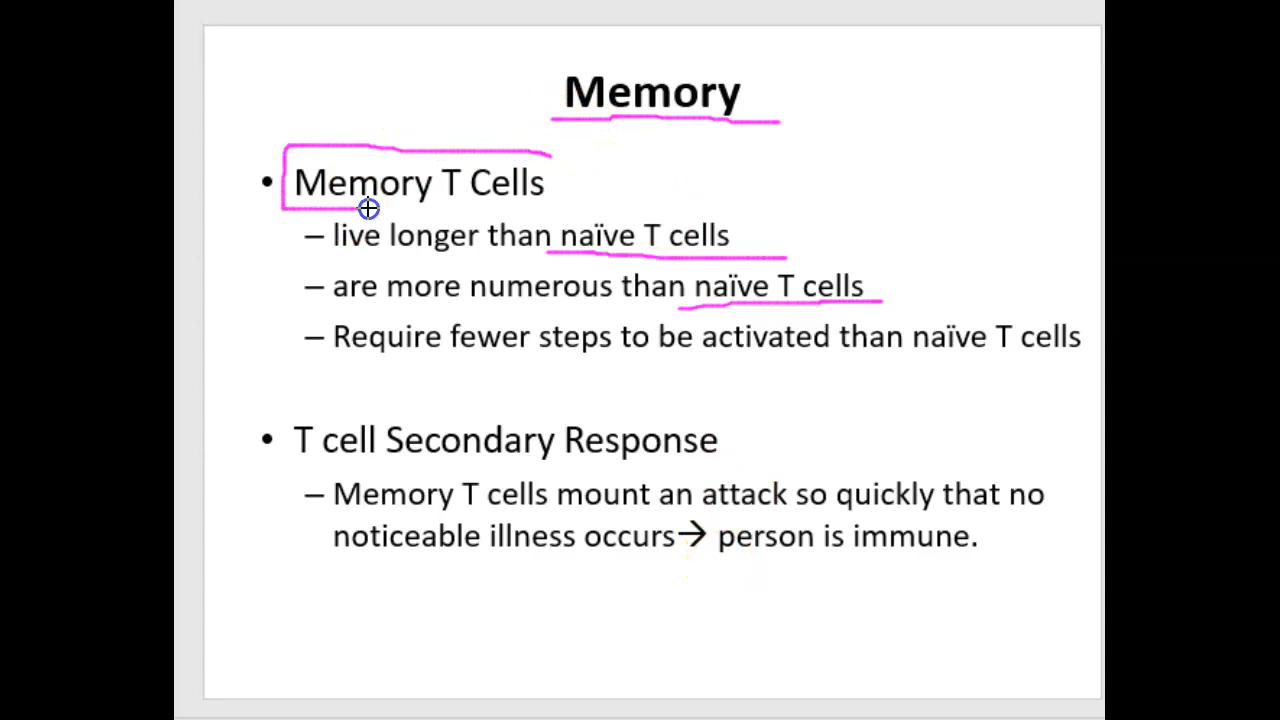 Memory
• Memory T Cells
– live longer than naïve T cells
– are more numerous than naïve T cells
– Require fewer steps to be activated than naïve T cells
• T cell Secondary Response
– Memory T cells mount an attack so quickly that no
noticeable illness occurs→ person is immune.